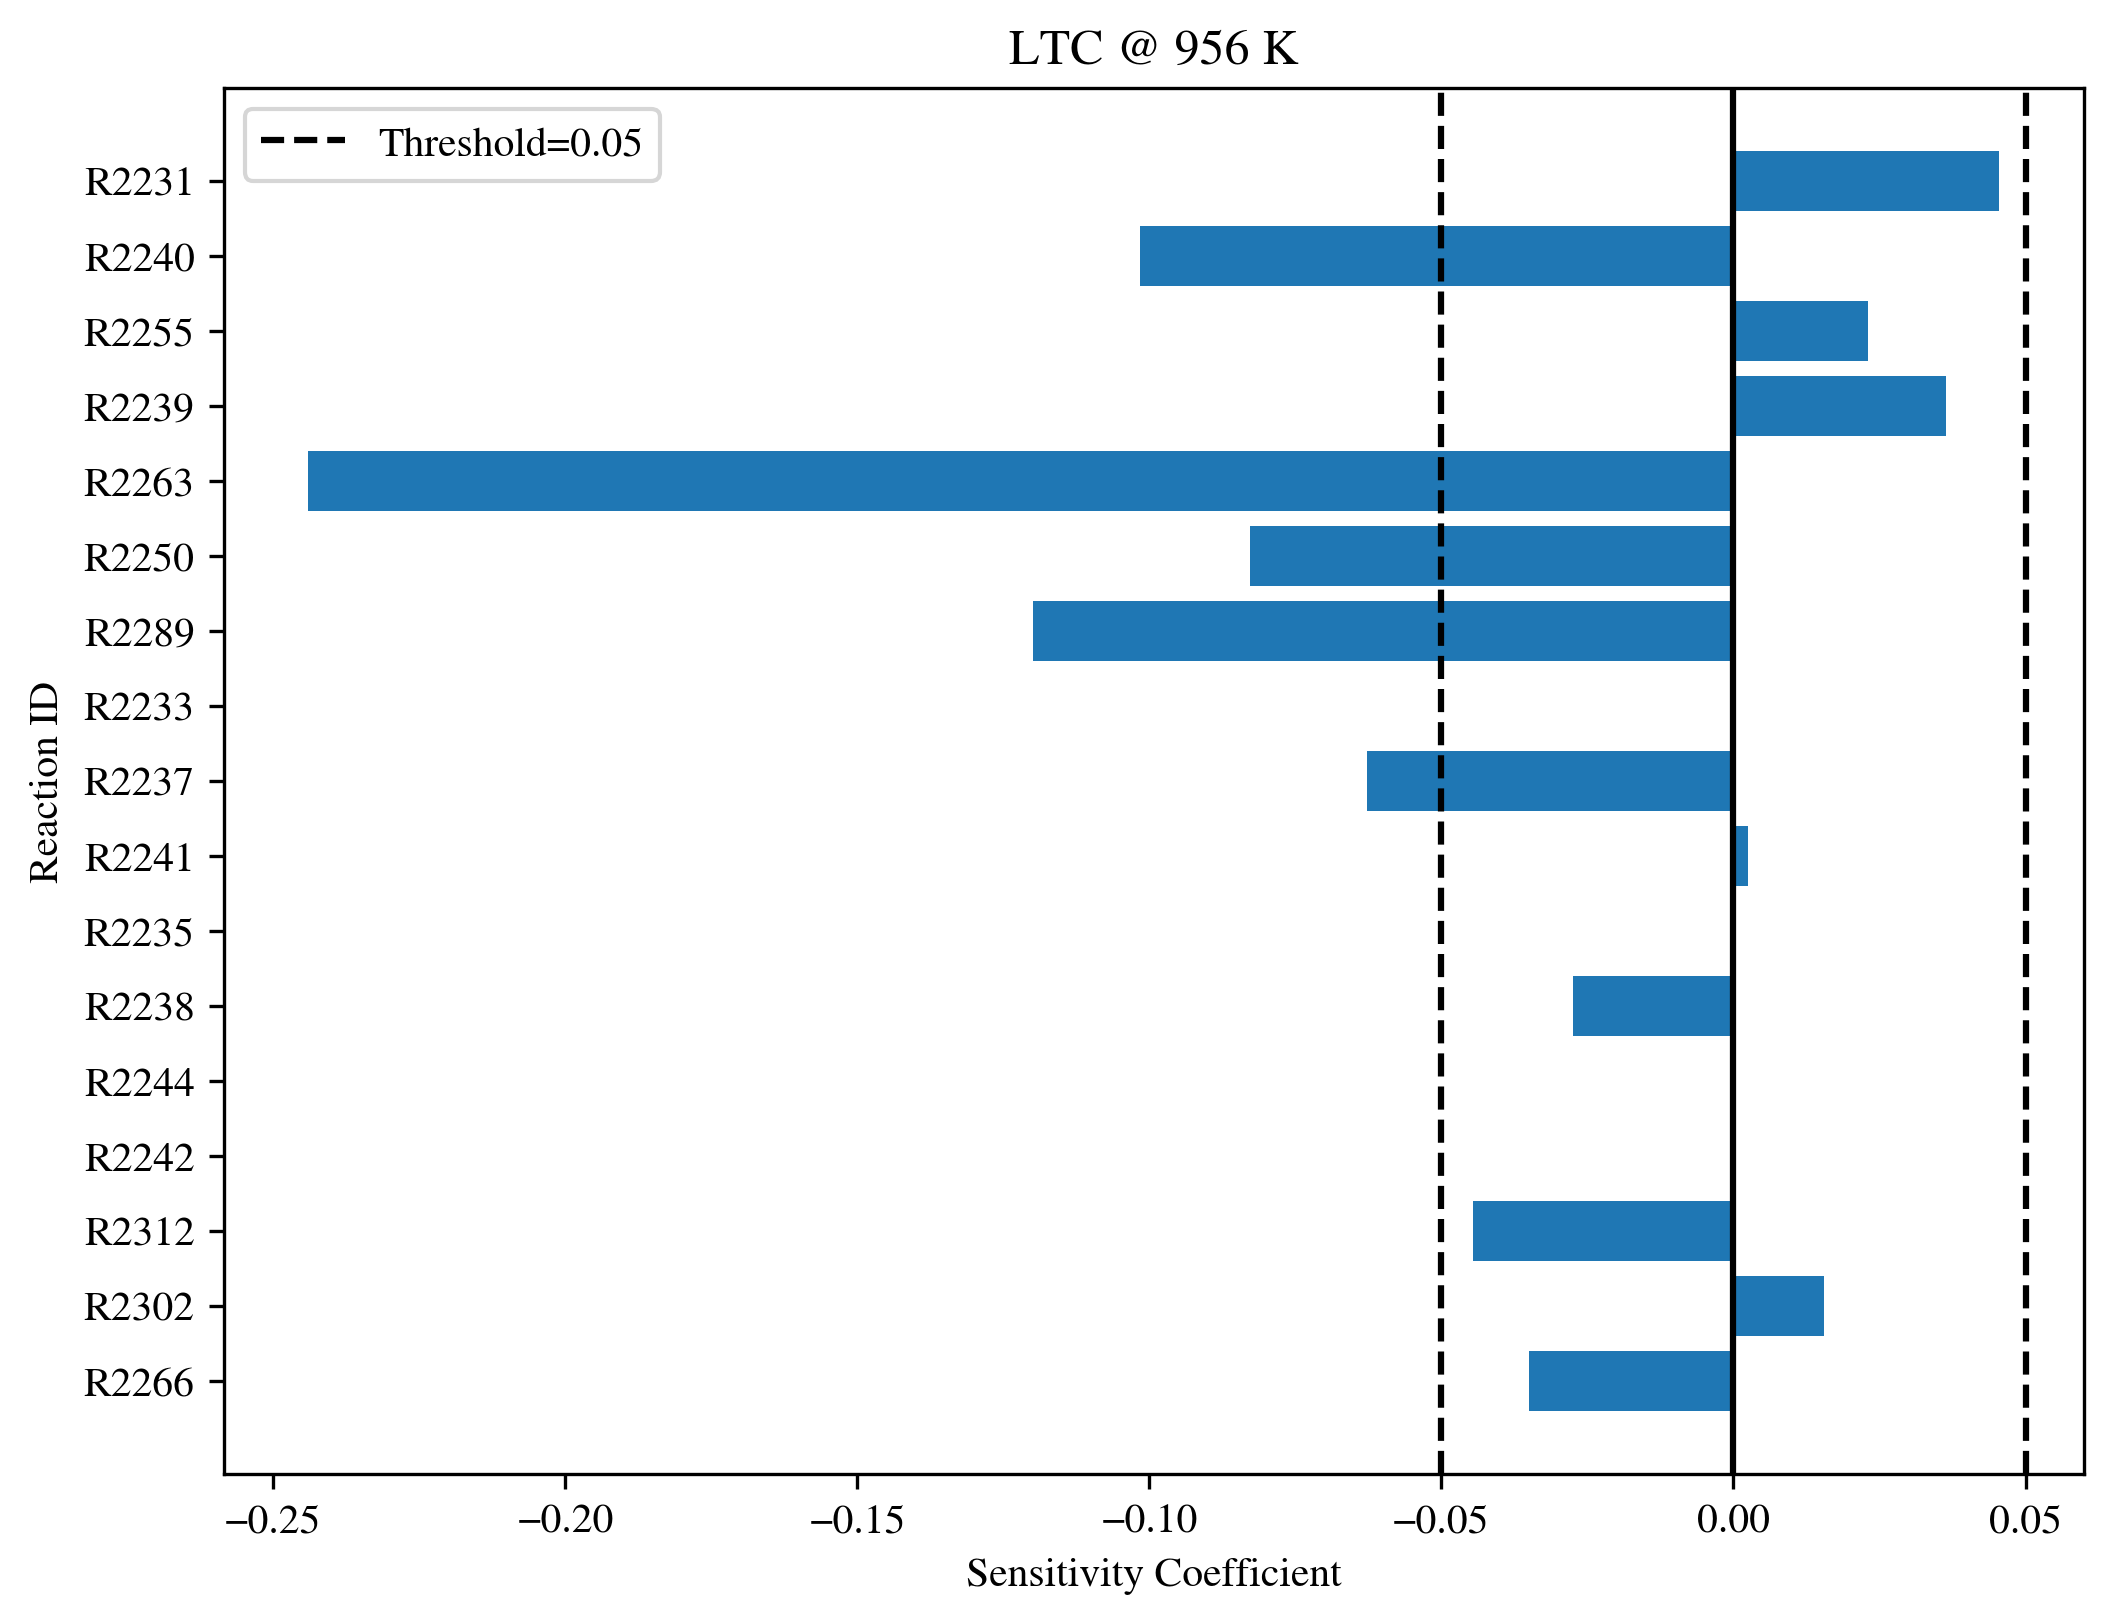 LTC @ 956 K
Threshold=0.05
R2231
R2240
R2255
R2239
R2263
R2250
R2289
R2233
R2237
R2241
R2235
R2238
R2244
R2242
R2312
R2302
R2266
Reaction ID
−0.25 −0.20 −0.15 −0.10 −0.05 0.00 0.05
Sensitivity Coefficient